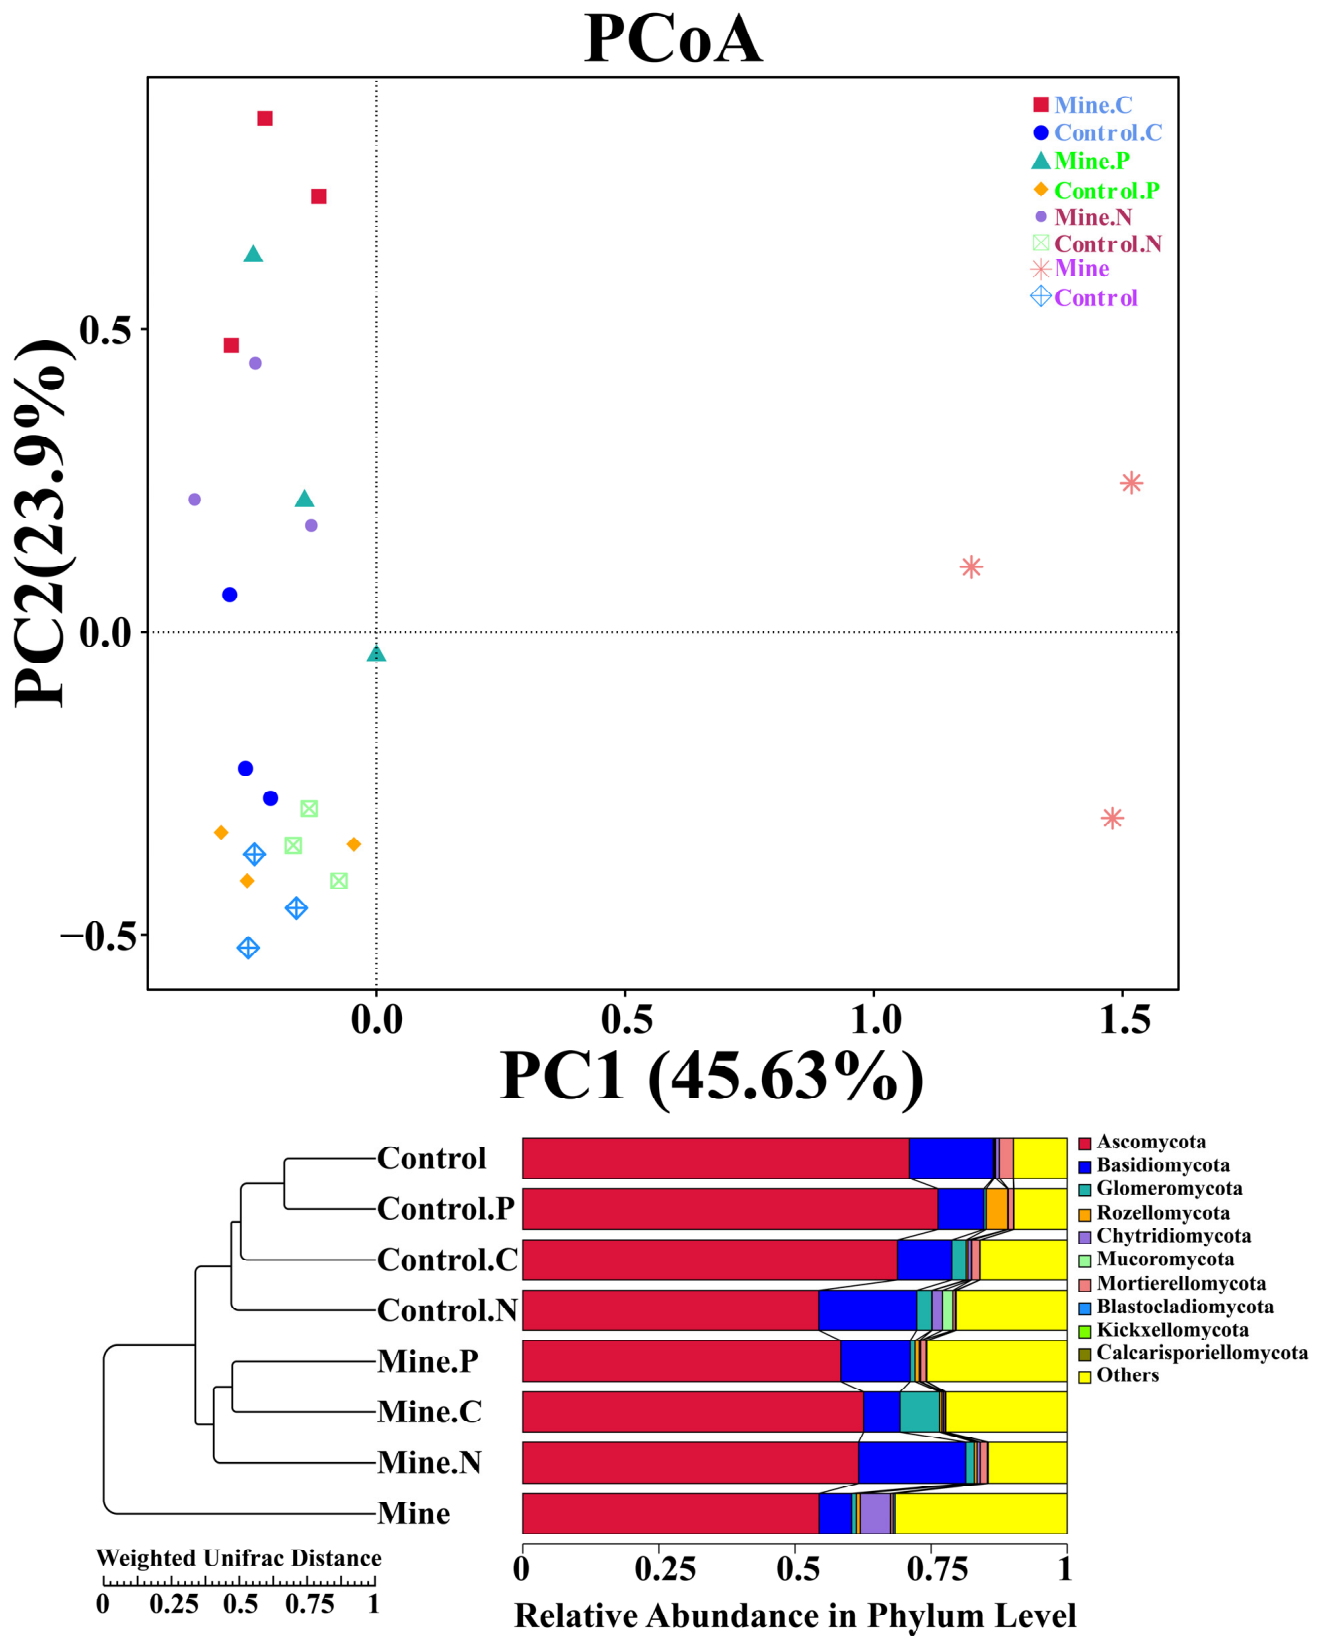 PCoA
Mine.C
Control.C
Mine.P
Control.P
Mine.N
Control.N
Mine
Control
PC2(23.9%)
0.5
0.0
−0.5
0.0 0.5 1.0 1.5
PC1 (45.63%)
Control
Control.P
Control.C
Control.N
Mine.P
Mine.C
Mine.N
Mine
Ascomycota
Basidiomycota
Glomeromycota
Rozellomycota
Chytridiomycota
Mucoromycota
Mortierellomycota
Blastocladiomycota
Kickxellomycota
Calcarisporiellomycota
Others
Weighted Unifrac Distance
0 0.25 0.5 0.75 1
0 0.25 0.5 0.75 1
Relative Abundance in Phylum Level